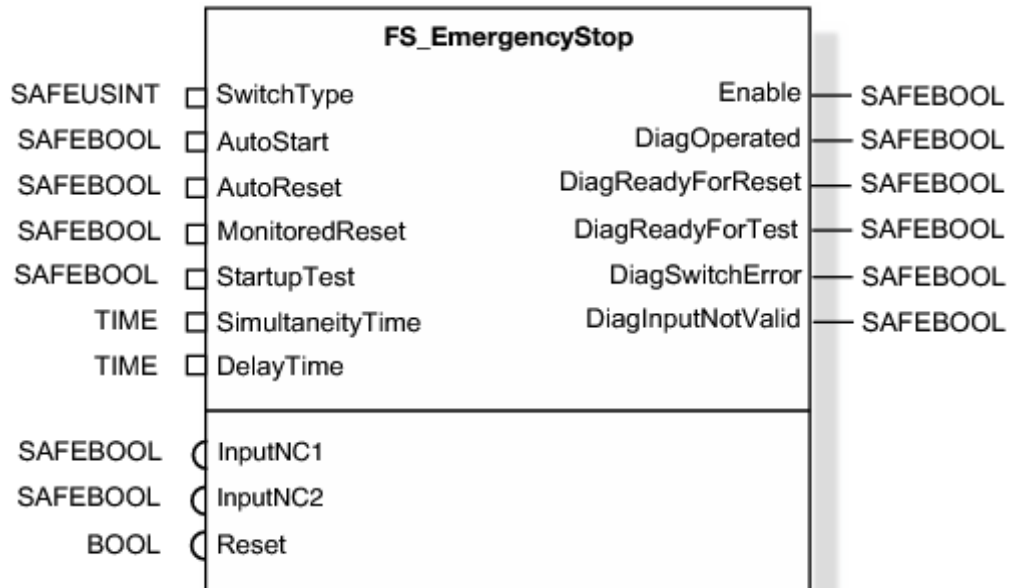 FS_EmergencyStop
SAFEUSINT SwitchType Enable SAFEBOOL
SAFEBOOL AutoStart DiagOperated SAFEBOOL
SAFEBOOL AutoReset DiagReadyForReset SAFEBOOL
SAFEBOOL MonitoredReset DiagReadyForTest SAFEBOOL
SAFEBOOL StartupTest DiagSwitchError SAFEBOOL
TIME SimultaneityTime DiagInputNotValid SAFEBOOL
TIME DelayTime
SAFEBOOL InputNC1
SAFEBOOL InputNC2
BOOL Reset